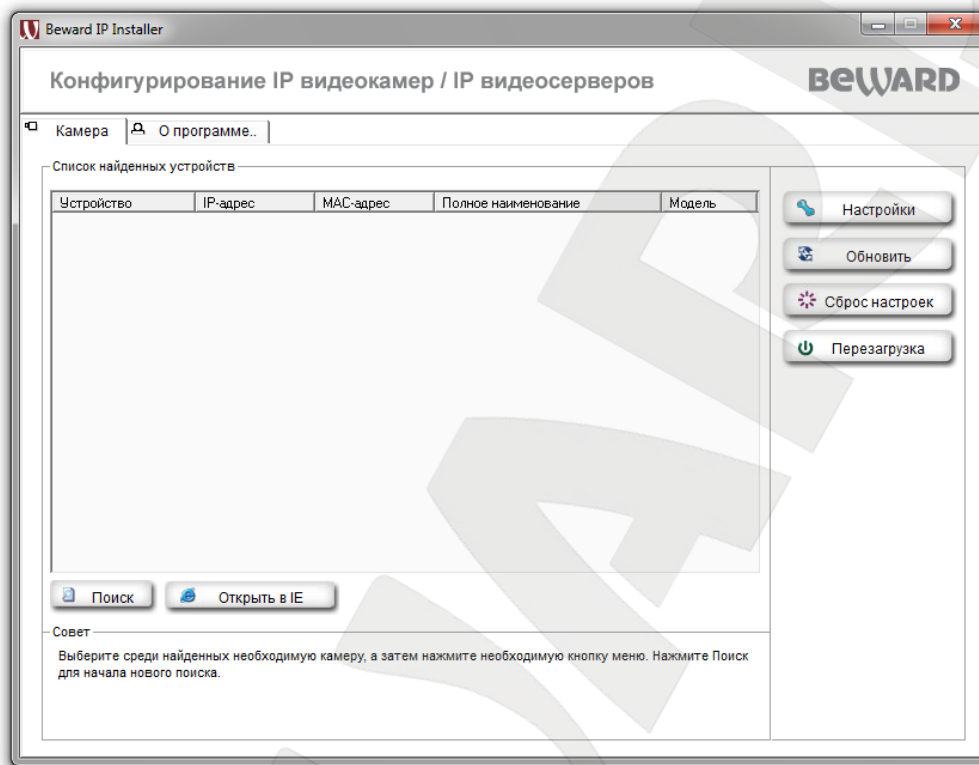 Beward IP Installer
Конфигурирование IP видеокамер / IP видеосерверов
BEWARD
Камера
О программе..
Список найденных устройств
Устройство IP-адрес MAC-адрес Полное наименование Модель
Настройки
Обновить
Сброс настроек
Перезагрузка
Поиск
Открыть в IE
Совет
Выберите среди найденных необходимую камеру, а затем нажмите необходимую кнопку меню. Нажмите Поиск
для начала нового поиска.